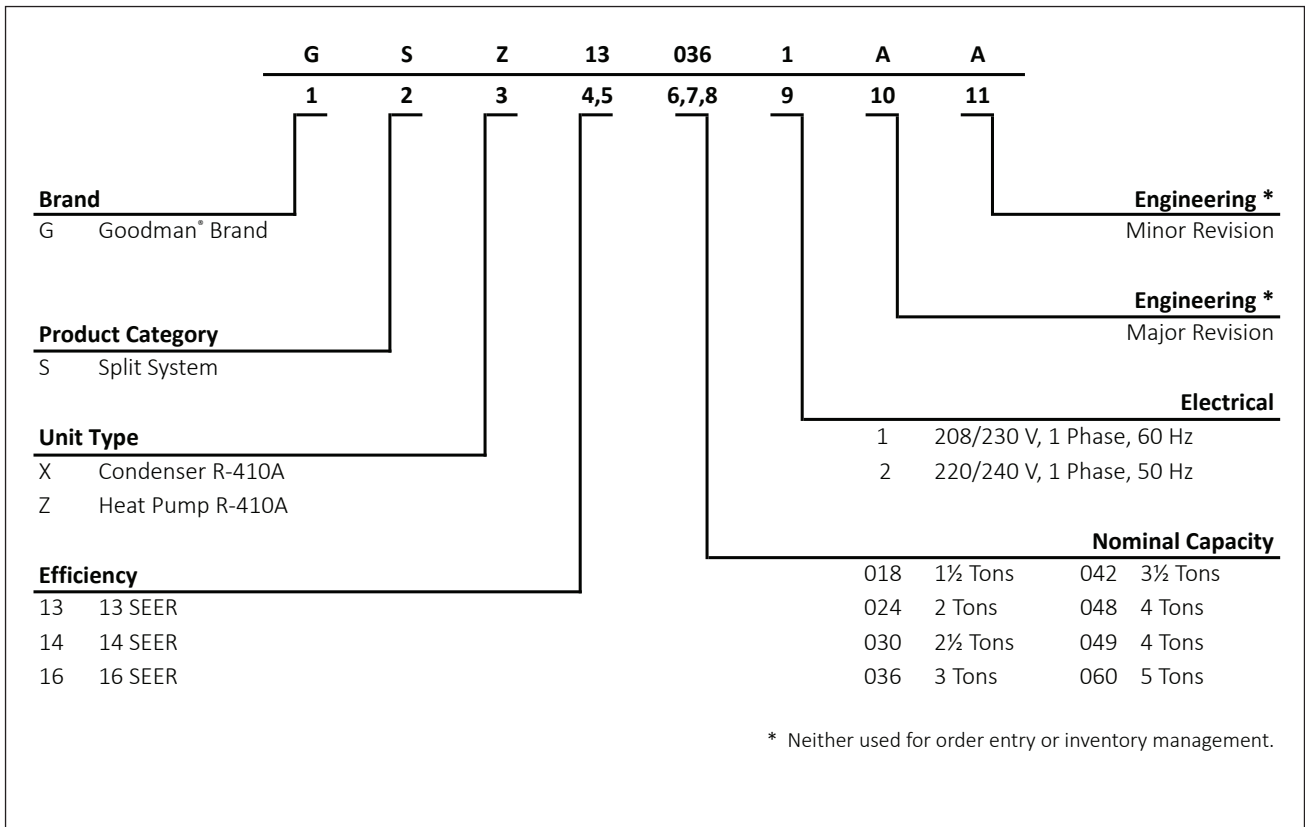 G S Z 13 036 1 A A
1 2 3 4,5 6,7,8 9 10 11
Brand
G Goodman® Brand
Product Category
S Split System
Unit Type
X Condenser R-410A
Z Heat Pump R-410A
Efficiency
13 13 SEER
14 14 SEER
16 16 SEER
Engineering *
Minor Revision
Engineering *
Major Revision
Electrical
1 208/230 V, 1 Phase, 60 Hz
2 220/240 V, 1 Phase, 50 Hz
Nominal Capacity
018 1½ Tons 042 3½ Tons
024 2 Tons 048 4 Tons
030 2½ Tons 049 4 Tons
036 3 Tons 060 5 Tons
* Neither used for order entry or inventory management.